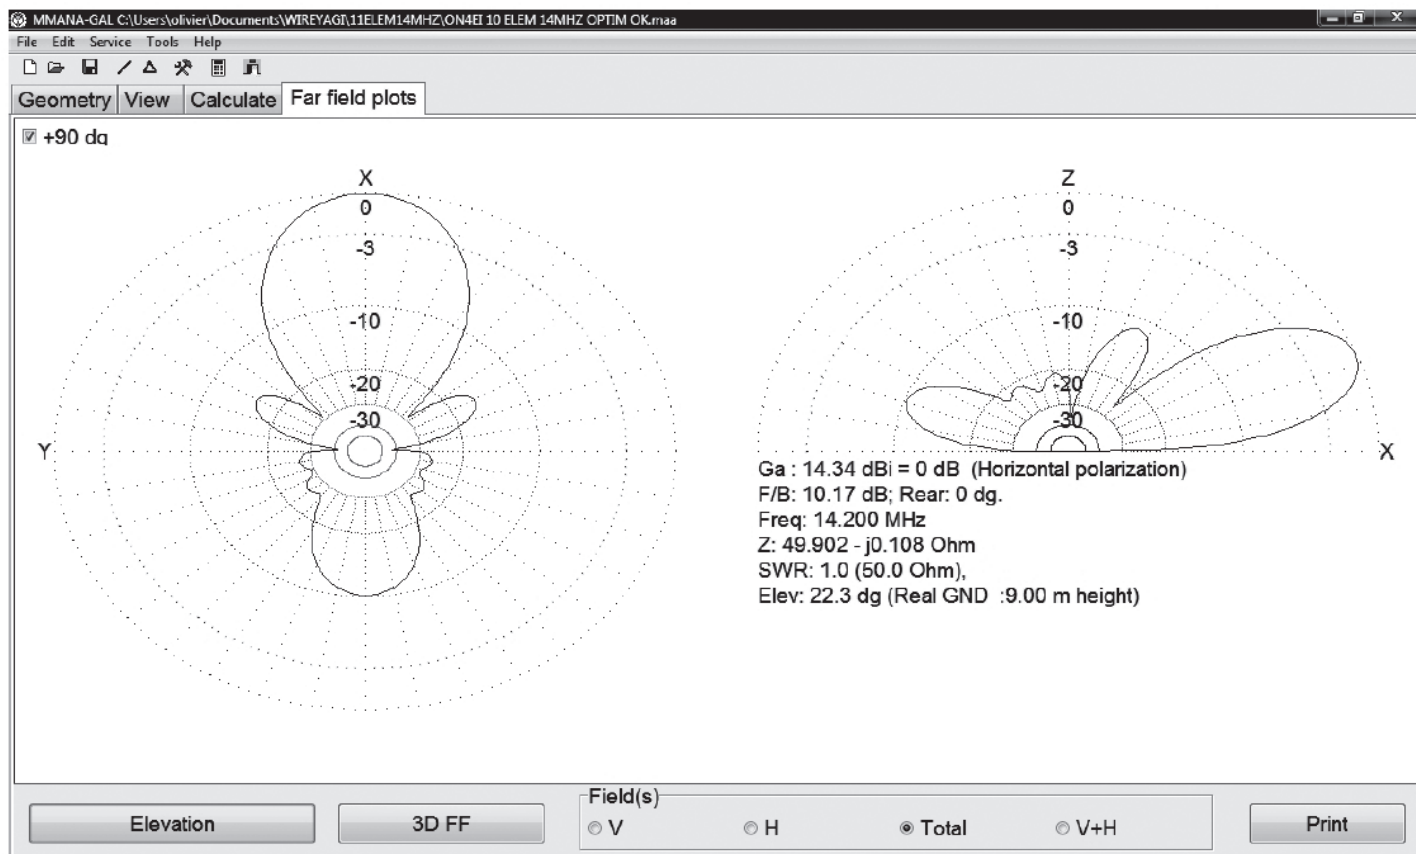 MMANA-GAL C:\Users\olivier\Documents\WIREYAGI\11ELEM14MHZ\ON4EI 10 ELEM 14MHZ OPTIM OK.maa
File Edit Service Tools Help
Geometry View Calculate Far field plots
+90 dg
X
0
-3
-10
-20
-30
Y
Z
0
-3
-10
-20
-30
X
Ga : 14.34 dBi = 0 dB (Horizontal polarization)
F/B: 10.17 dB; Rear: 0 dg.
Freq: 14.200 MHz
Z: 49.902 - j0.108 Ohm
SWR: 1.0 (50.0 Ohm),
Elev: 22.3 dg (Real GND :9.00 m height)
Field(s)
Elevation 3D FF V H Total V+H Print